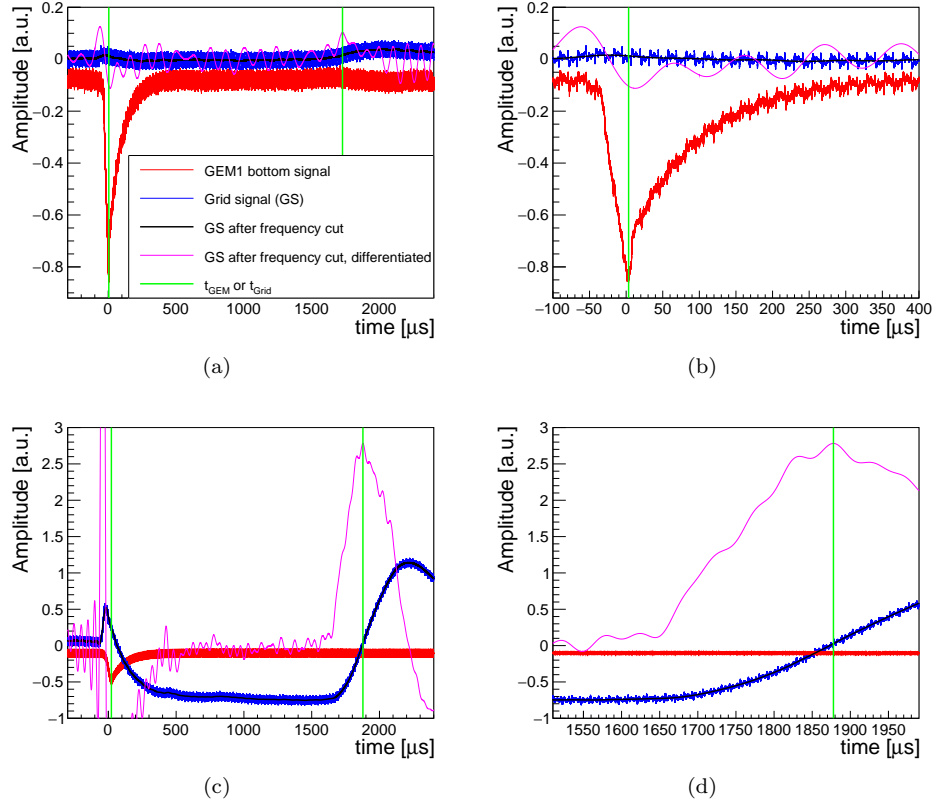 Amplitude [a.u.]
0.2
0
−0.2
−0.4
−0.6
−0.8
GEM1 bottom signal
Grid signal (GS)
GS after frequency cut
GS after frequency cut, differentiated
t_GEM or t_Grid
0 500 1000 1500 2000
time [μs]
(a)
Amplitude [a.u.]
0.2
0
−0.2
−0.4
−0.6
−0.8
−100 −50 0 50 100 150 200 250 300 350 400
time [μs]
(b)
Amplitude [a.u.]
3
2.5
2
1.5
1
0.5
0
−0.5
−1
0 500 1000 1500 2000
time [μs]
(c)
Amplitude [a.u.]
3
2.5
2
1.5
1
0.5
0
−0.5
−1
1550 1600 1650 1700 1750 1800 1850 1900 1950
time [μs]
(d)